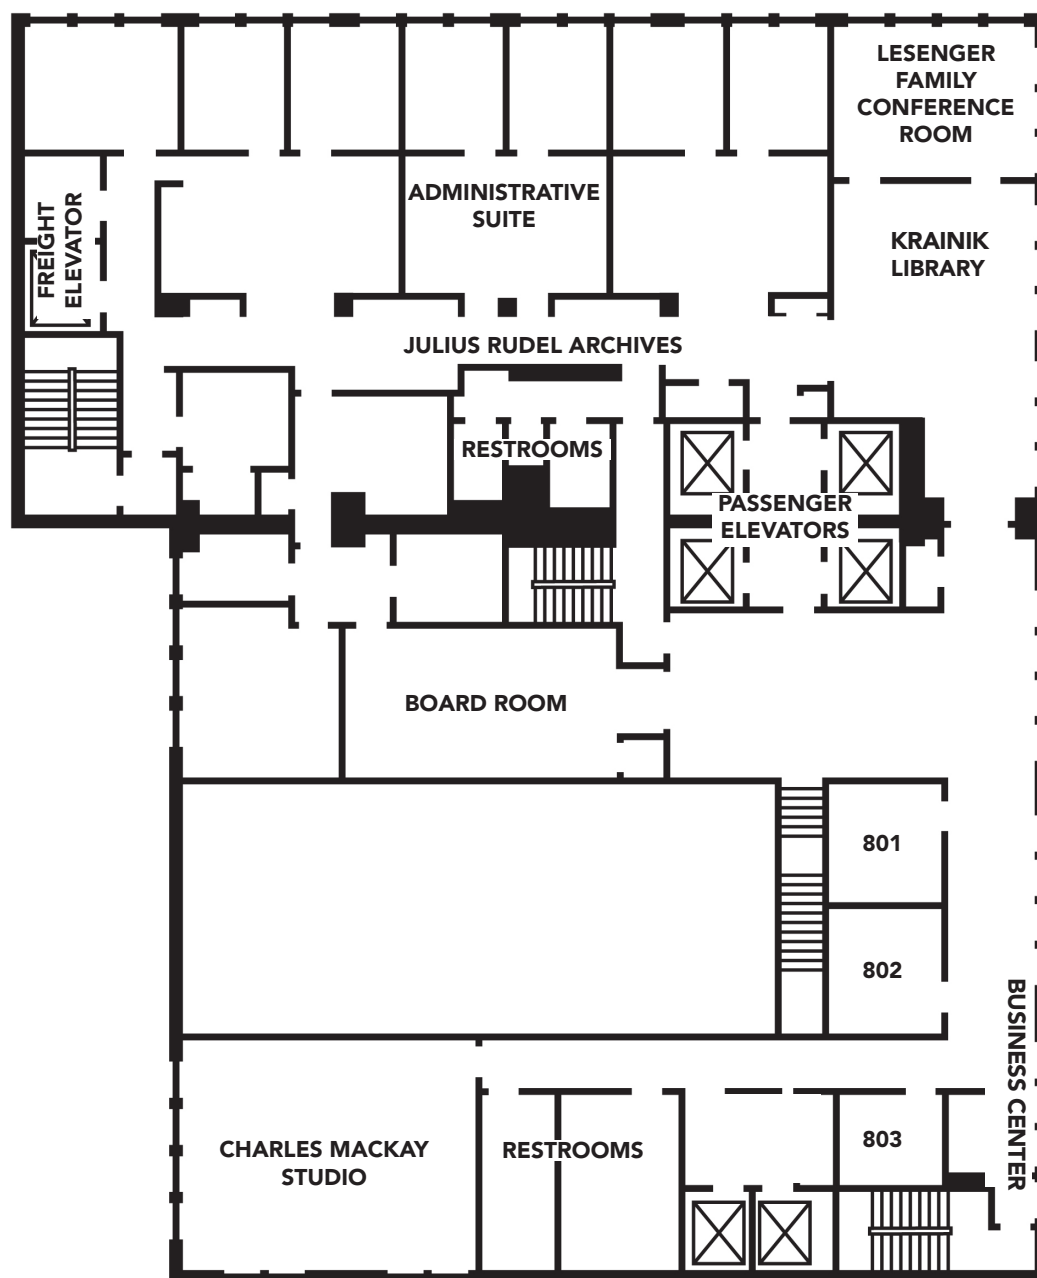 LESENGER
FAMILY
CONFERENCE
ROOM
ADMINISTRATIVE
SUITE
FREIGHT
ELEVATOR
KRAINIK
LIBRARY
JULIUS RUDEL ARCHIVES
RESTROOMS
PASSENGER
ELEVATORS
BOARD ROOM
801
802
BUSINESS CENTER
803
CHARLES MACKAY
STUDIO
RESTROOMS